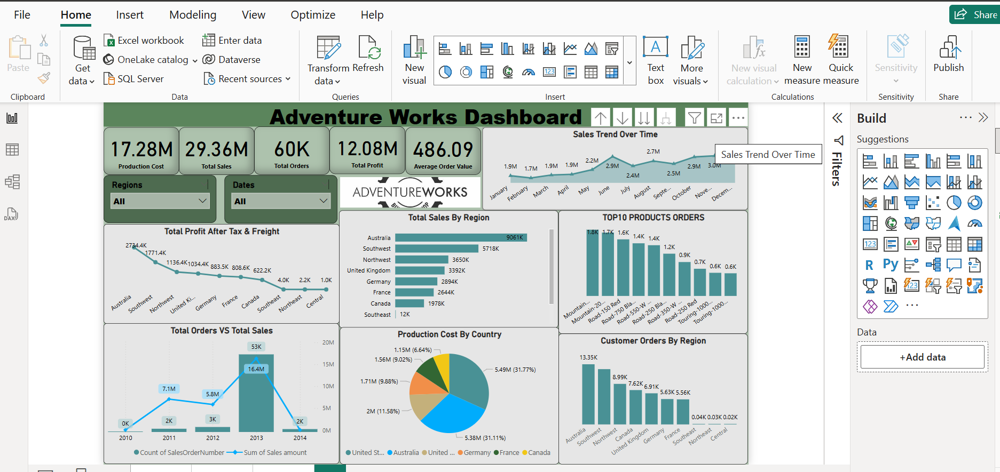 File Home Insert Modeling View Optimize Help Share
Paste
Clipboard
Get data
Excel workbook
OneLake catalog
SQL Server
Enter data
Dataverse
Recent sources
Data
Transform data
Refresh
Queries
New visual
Text box
More visuals
Insert
New visual calculation
New measure
Quick measure
Calculations
Sensitivity
Sensitivity
Publish
Share
Adventure Works Dashboard
17.28M
Production Cost
29.36M
Total Sales
60K
Total Orders
12.08M
Total Profit
486.09
Average Order Value
Regions
All
Dates
All
ADVENTUREWORKS
Sales Trend Over Time
1.9M 1.7M 1.9M 1.9M 2.2M 2.9M 2.4M 2.7M 2.5M 2.9M 3.0M
January February March April May June July August Septe... October Nove... Decem...
Sales Trend Over Time
Total Profit After Tax & Freight
2734.4K 1771.4K 1136.4K 1034.4K 883.5K 808.6K 622.2K 4.0K 2.2K 1.0K
Australia Southwest Northwest United Ki... Germany France Canada Southeast Northeast Central
Total Sales By Region
Australia 9061K
Southwest 5718K
Northwest 3650K
United Kingdom 3392K
Germany 2894K
France 2644K
Canada 1978K
Southeast 12K
TOP10 PRODUCTS ORDERS
1.8K 1.7K 1.6K 1.4K 1.4K 1.2K 0.9K 0.7K 0.6K 0.6K
Mountain... Mountain-20... Road-150 Red Road-750 Bla... Road-550-W ... Road-250 Bla... Road-350-W ... Road-250 Red Touring-1000... Touring-1000...
Total Orders VS Total Sales
20M
15M
10M
5M
0M
0K 7.1M 2K 5.8M 3K 53K 16.4M 2K
2010 2011 2012 2013 2014
Count of SalesOrderNumber Sum of Sales amount
Production Cost By Country
1.15M (6.64%)
1.56M (9.02%)
1.71M (9.88%)
2M (11.58%)
5.49M (31.77%)
5.38M (31.11%)
United St... Australia United ... Germany France Canada
Customer Orders By Region
13.35K 8.99K 7.62K 6.91K 5.63K 5.56K 0.04K 0.03K 0.02K
Australia Southwest Northwest Canada United Kingdom Germany France Southeast Northeast Central
Filters
Build
Suggestions
123
R Py
123
Data
+Add data
DAX